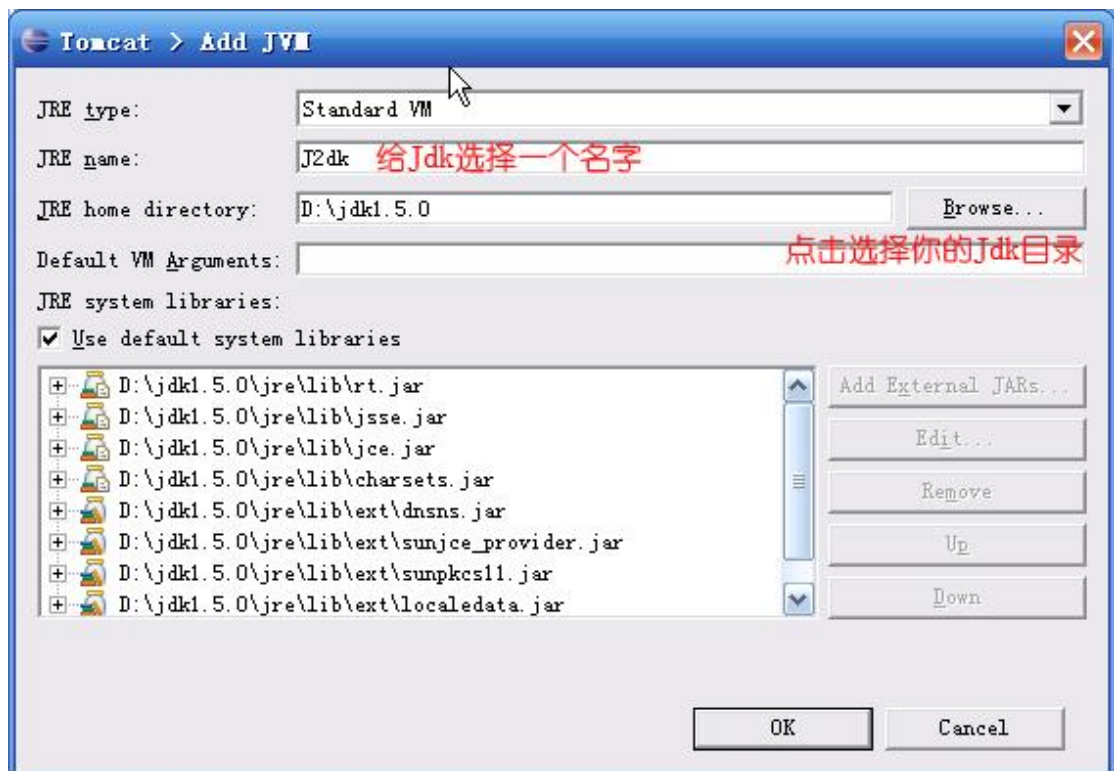 Tomcat > Add JVM
JRE type: Standard VM
JRE name: J2dk 给Jdk选择一个名字
JRE home directory: D:\jdk1.5.0 Browse...
点击选择你的Jdk目录
Default VM Arguments:
JRE system libraries:
Use default system libraries
D:\jdk1.5.0\jre\lib\rt.jar Add External JARs...
D:\jdk1.5.0\jre\lib\jsse.jar
D:\jdk1.5.0\jre\lib\jce.jar Edit...
D:\jdk1.5.0\jre\lib\charsets.jar Remove
D:\jdk1.5.0\jre\lib\ext\dnsns.jar
D:\jdk1.5.0\jre\lib\ext\sunjce_provider.jar Up
D:\jdk1.5.0\jre\lib\ext\sunpkcs11.jar
D:\jdk1.5.0\jre\lib\ext\localedata.jar Down
OK Cancel